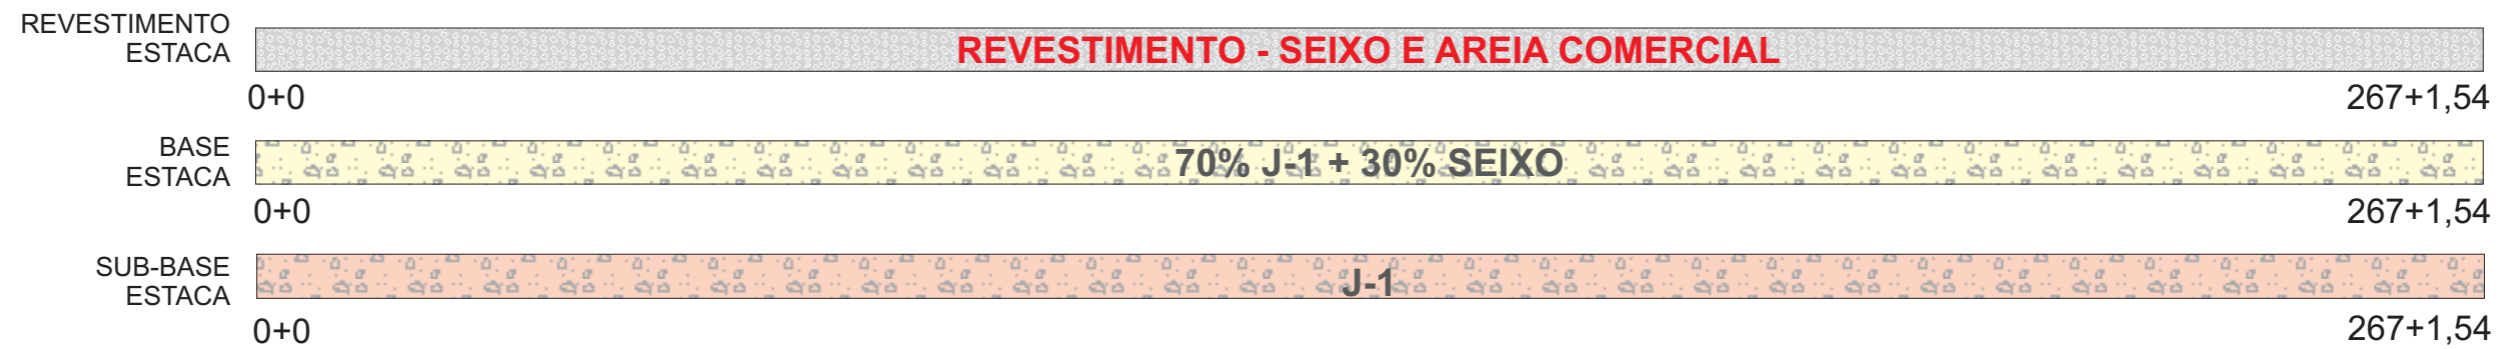 REVESTIMENTO
ESTACA
REVESTIMENTO - SEIXO E AREIA COMERCIAL
0+0
267+1,54
BASE
ESTACA
70% J-1 + 30% SEIXO
0+0
267+1,54
SUB-BASE
ESTACA
J-1
0+0
267+1,54